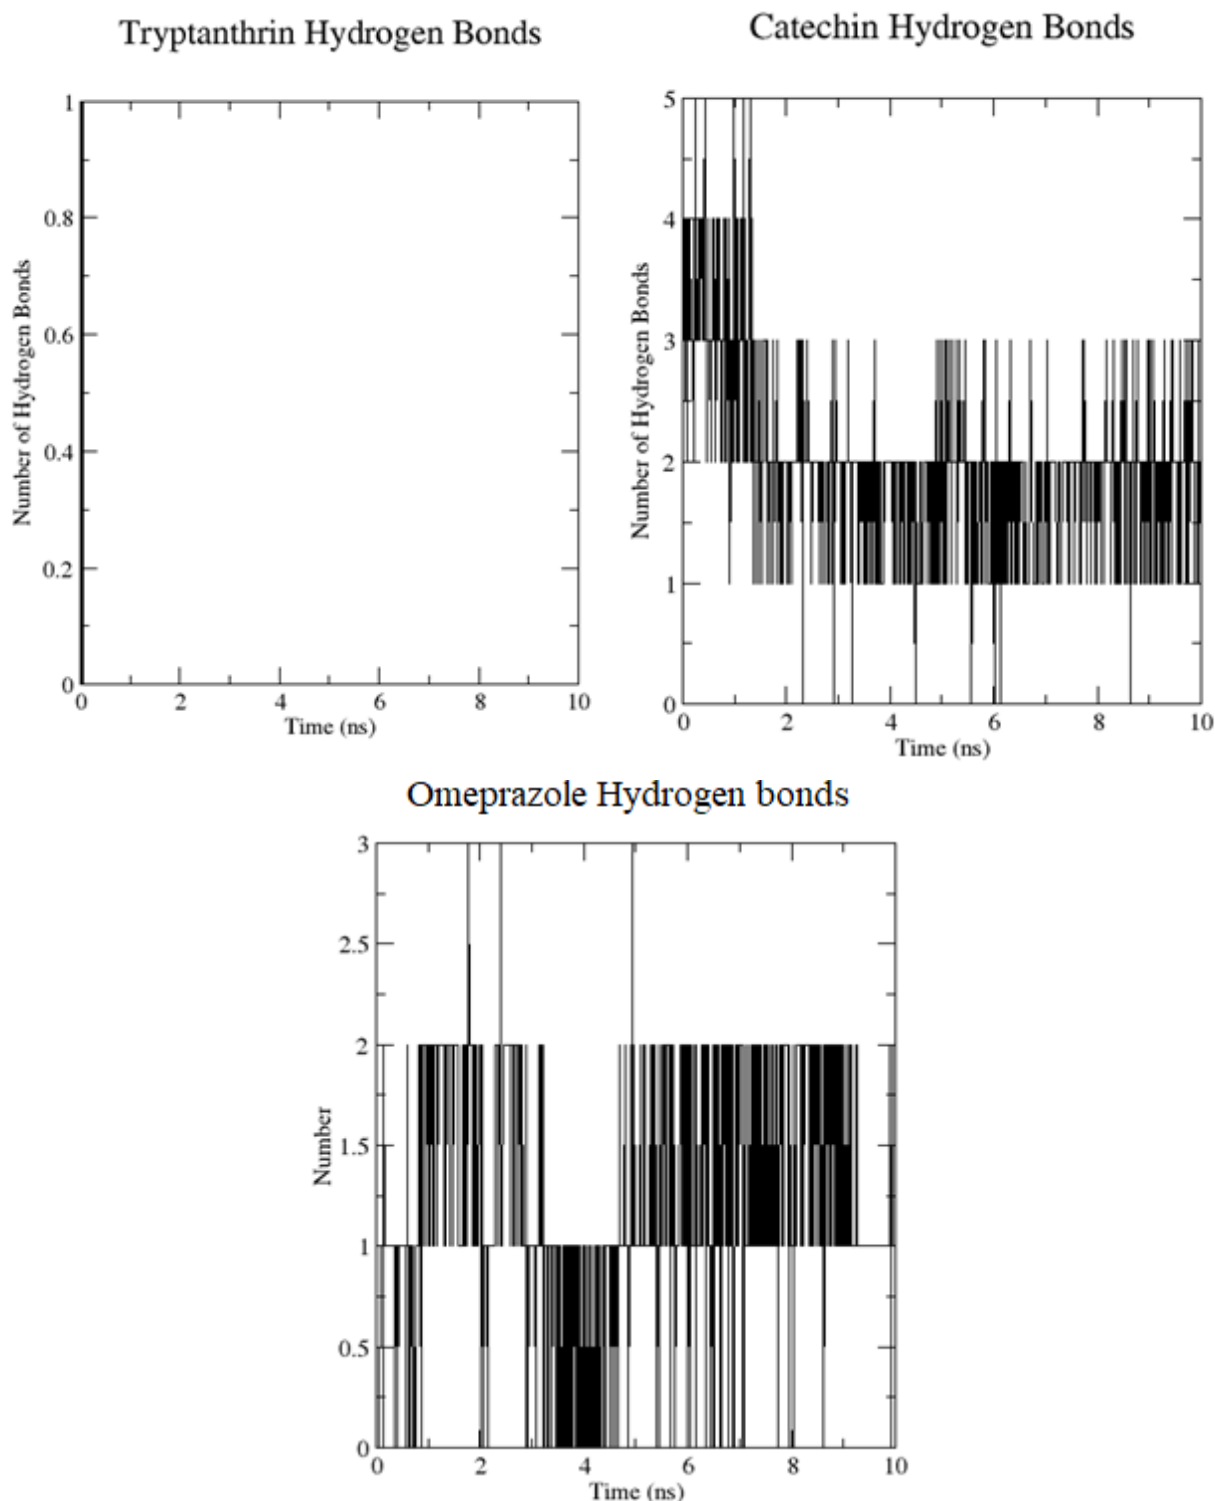 Tryptanthrin Hydrogen Bonds
Number of Hydrogen Bonds
1
0.8
0.6
0.4
0.2
0
0 2 4 6 8 10
Time (ns)
Catechin Hydrogen Bonds
Number of Hydrogen Bonds
5
4
3
2
1
0
0 2 4 6 8 10
Time (ns)
Omeprazole Hydrogen bonds
Number
3
2.5
2
1.5
1
0.5
0
0 2 4 6 8 10
Time (ns)